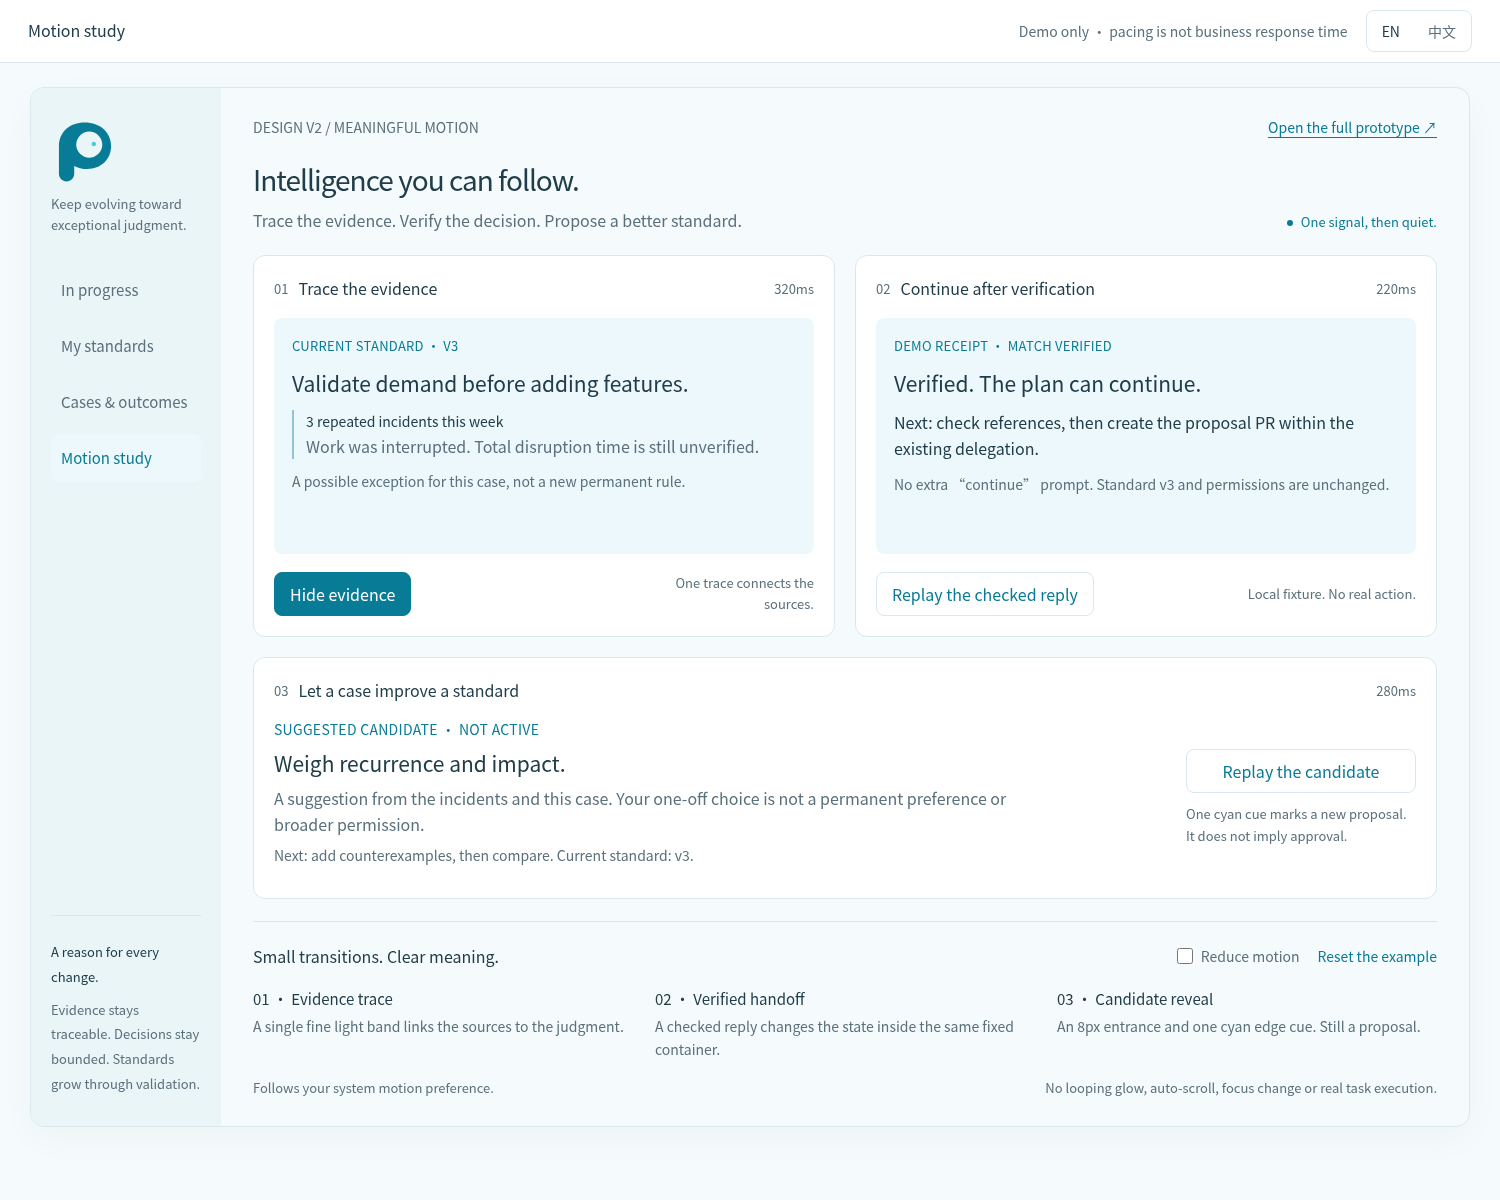 Motion study
Demo only • pacing is not business response time
EN
中文
Keep evolving toward
exceptional judgment.
In progress
My standards
Cases & outcomes
Motion study
A reason for every
change.
Evidence stays
traceable. Decisions stay
bounded. Standards
grow through validation.
DESIGN V2 / MEANINGFUL MOTION
Open the full prototype ↗
Intelligence you can follow.
Trace the evidence. Verify the decision. Propose a better standard.
One signal, then quiet.
01 Trace the evidence
320ms
CURRENT STANDARD • V3
Validate demand before adding features.
3 repeated incidents this week
Work was interrupted. Total disruption time is still unverified.
A possible exception for this case, not a new permanent rule.
Hide evidence
One trace connects the
sources.
02 Continue after verification
220ms
DEMO RECEIPT • MATCH VERIFIED
Verified. The plan can continue.
Next: check references, then create the proposal PR within the
existing delegation.
No extra “continue” prompt. Standard v3 and permissions are unchanged.
Replay the checked reply
Local fixture. No real action.
03 Let a case improve a standard
280ms
SUGGESTED CANDIDATE • NOT ACTIVE
Weigh recurrence and impact.
A suggestion from the incidents and this case. Your one-off choice is not a permanent preference or
broader permission.
Next: add counterexamples, then compare. Current standard: v3.
Replay the candidate
One cyan cue marks a new proposal.
It does not imply approval.
Small transitions. Clear meaning.
Reduce motion
Reset the example
01 • Evidence trace
A single fine light band links the sources to the judgment.
02 • Verified handoff
A checked reply changes the state inside the same fixed
container.
03 • Candidate reveal
An 8px entrance and one cyan edge cue. Still a proposal.
Follows your system motion preference.
No looping glow, auto-scroll, focus change or real task execution.